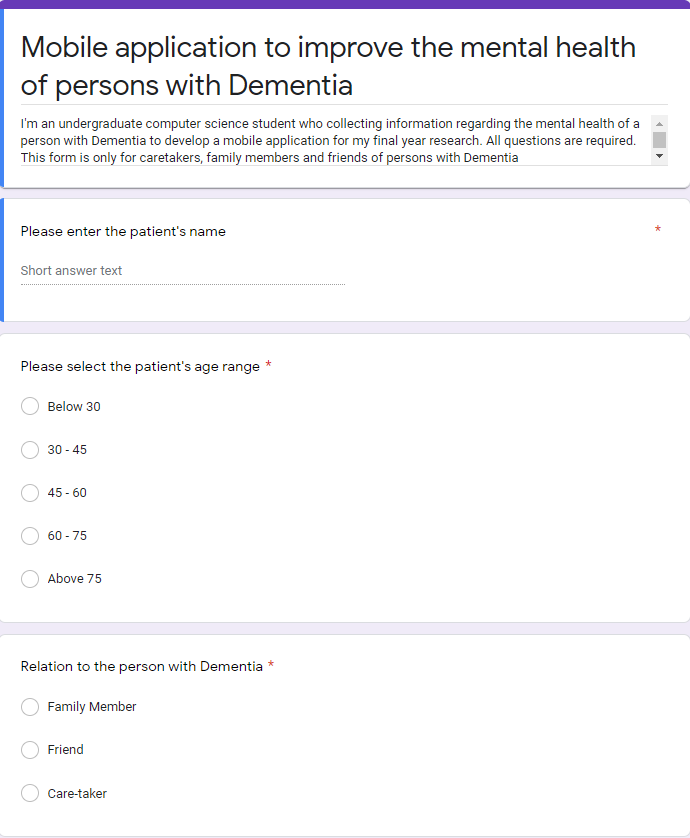 Mobile application to improve the mental health
of persons with Dementia
I'm an undergraduate computer science student who collecting information regarding the mental health of a
person with Dementia to develop a mobile application for my final year research. All questions are required.
This form is only for caretakers, family members and friends of persons with Dementia
Please enter the patient's name *
Short answer text
Please select the patient's age range *
Below 30
30 - 45
45 - 60
60 - 75
Above 75
Relation to the person with Dementia *
Family Member
Friend
Care-taker